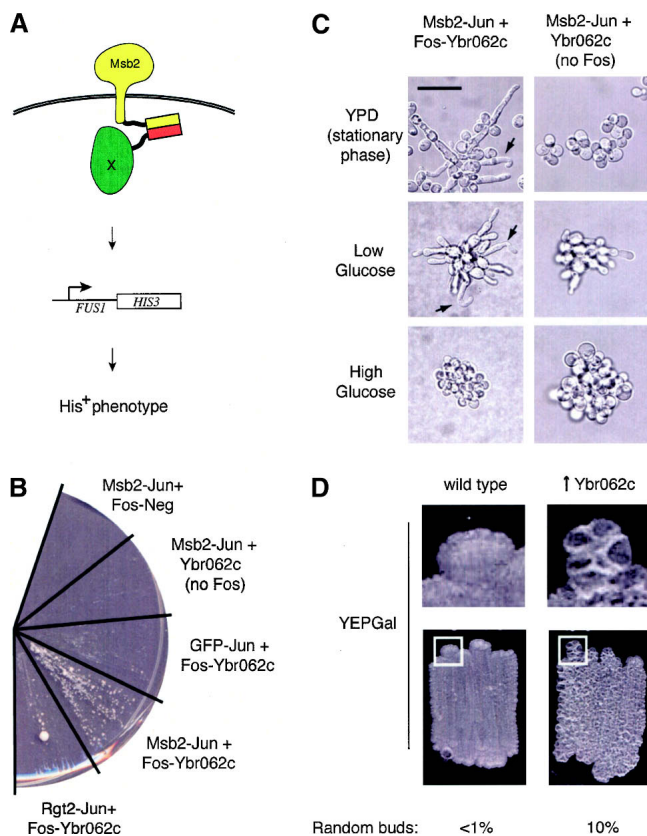 A
Msb2
X
FUS1
HIS3
His+ phenotype
B
Msb2-Jun+
Fos-Neg
Msb2-Jun +
Ybr062c
(no Fos)
GFP-Jun +
Fos-Ybr062c
Msb2-Jun +
Fos-Ybr062c
Rgt2-Jun+
Fos-Ybr062c
C
Msb2-Jun +
Fos-Ybr062c
Msb2-Jun +
Ybr062c
(no Fos)
YPD
(stationary
phase)
Low
Glucose
High
Glucose
D
wild type
↑ Ybr062c
YEPGal
Random buds:
<1%
10%